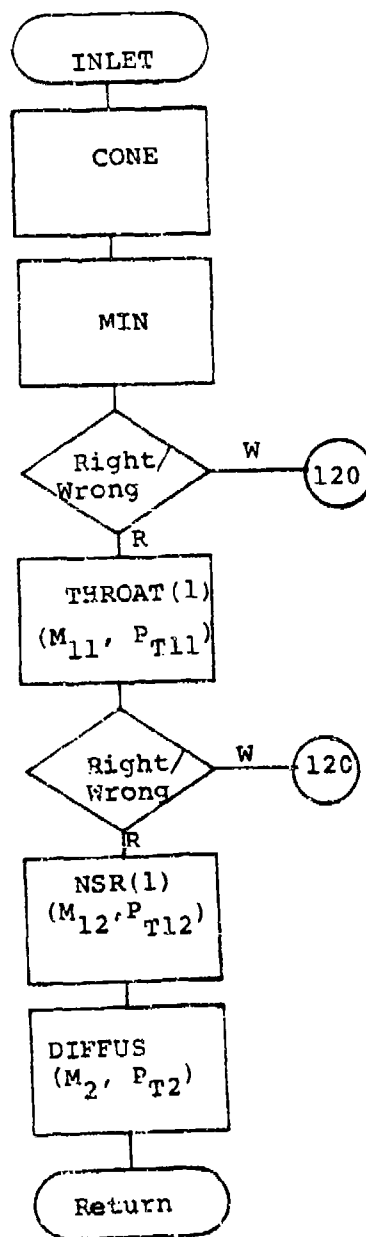 INLET
CONE
MIN
Right/
Wrong
W
120
R
THROAT(1)
(M11, PT11)
Right/
Wrong
W
120
R
NSR(1)
(M12,PT12)
DIFFUS
(M2, PT2)
Return